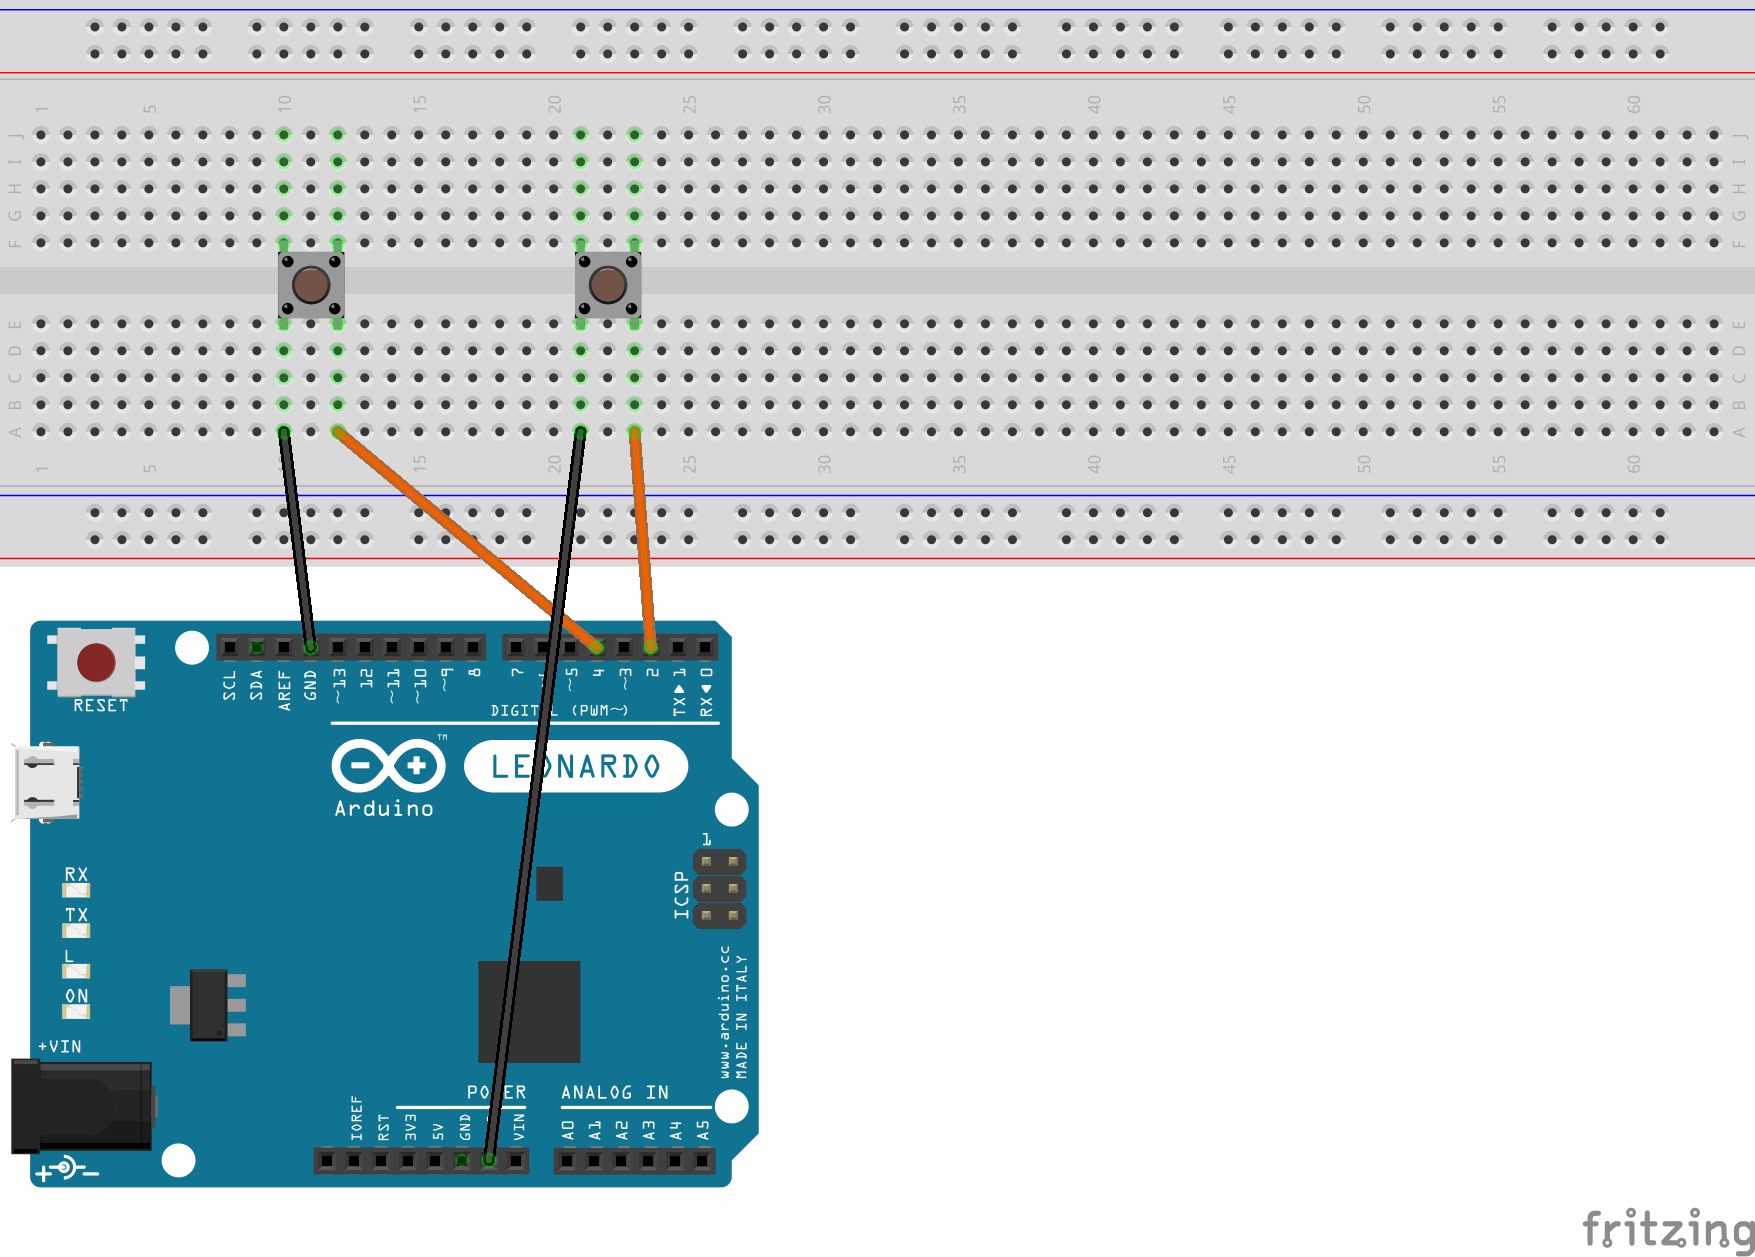 1 5 10 15 20 25 30 35 40 45 50 55 60
J J
I I
H H
G G
F F
E E
D D
C C
B B
A A
1 5 15 20 25 30 35 40 45 50 55 60
RESET
SCL SDA AREF GND ~13 12 ~11 ~10 ~9 8 7 ~5 4 ~3 2 TX▶1 RX◀0
DIGITAL (PWM~)
TM
LEONARDO
Arduino
1
ICSP
RX
TX
L
ON
+VIN
www.arduino.cc
MADE IN ITALY
POWER ANALOG IN
IOREF RST 3V3 5V GND VIN A0 A1 A2 A3 A4 A5
+ −
fritzing